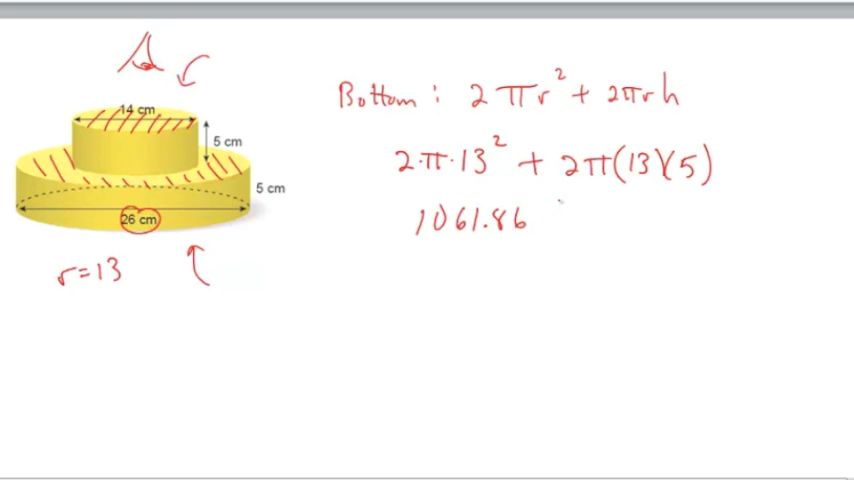 14 cm
5 cm
5 cm
26 cm
r=13
Bottom: 2πr² + 2πrh
2·π·13² + 2π(13)(5)
1061.86